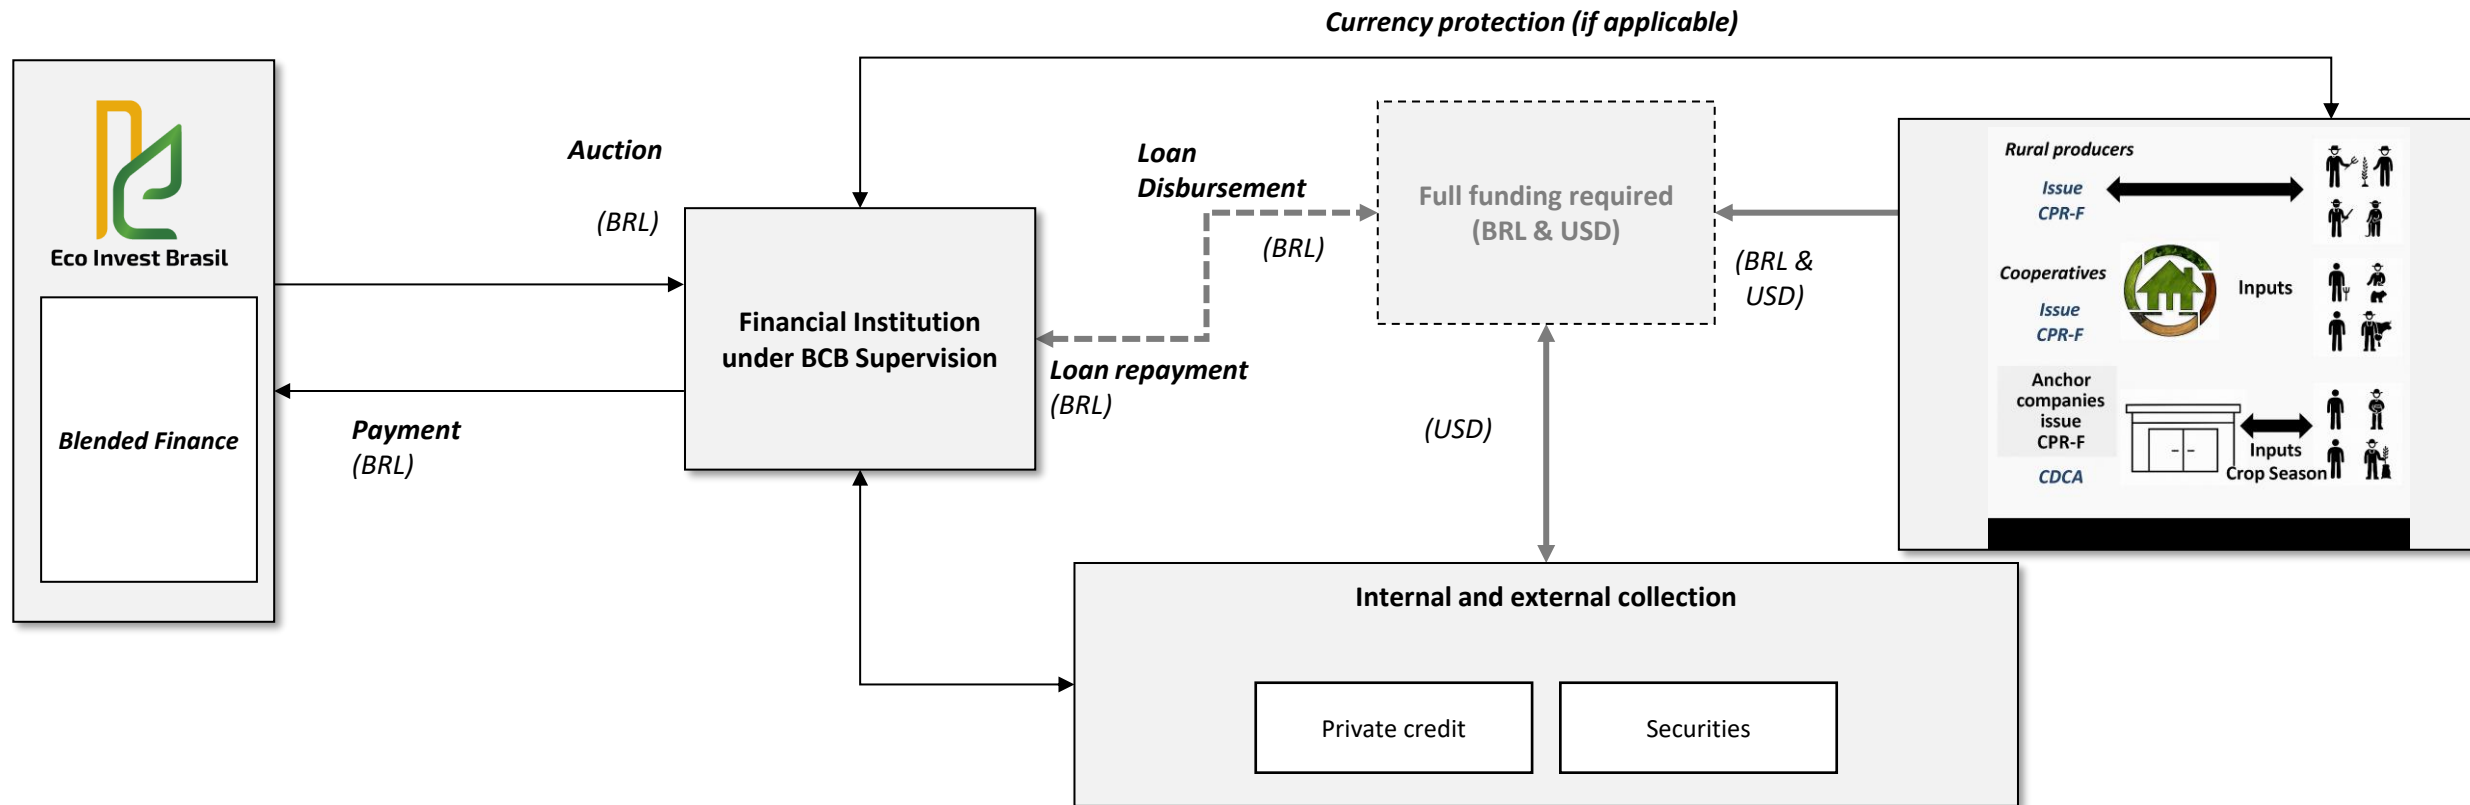 Currency protection (if applicable)
Eco Invest Brasil
Blended Finance
Auction
(BRL)
Payment
(BRL)
Financial Institution
under BCB Supervision
Loan
Disbursement
(BRL)
Loan repayment
(BRL)
Full funding required
(BRL & USD)
(BRL &
USD)
(USD)
Rural producers
Issue
CPR-F
Cooperatives
Issue
CPR-F
Inputs
Anchor
companies
issue
CPR-F
CDCA
Inputs
Crop Season
Internal and external collection
Private credit
Securities